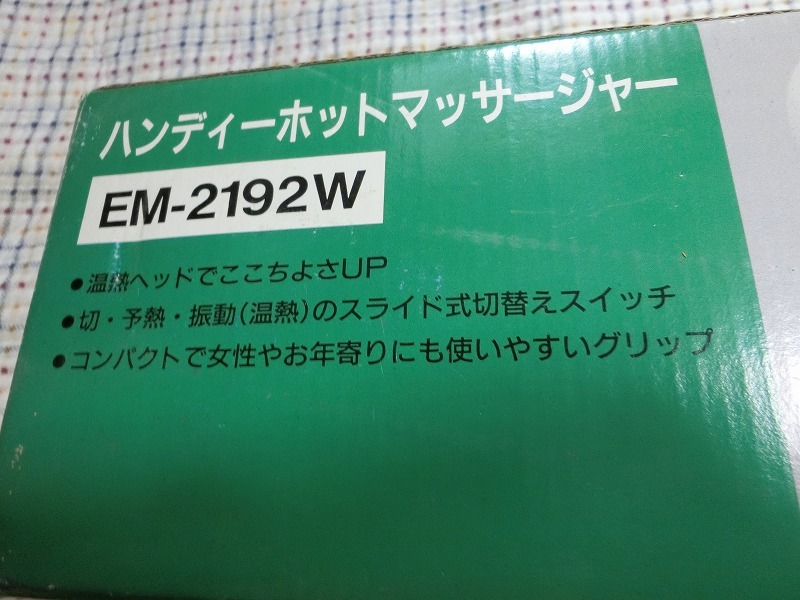 ハンディーホットマッサージャー
EM-2192W
●温熱ヘッドでここちよさUP
●切・予熱・振動(温熱)のスライド式切替えスイッチ
●コンパクトで女性やお年寄りにも使いやすいグリップ